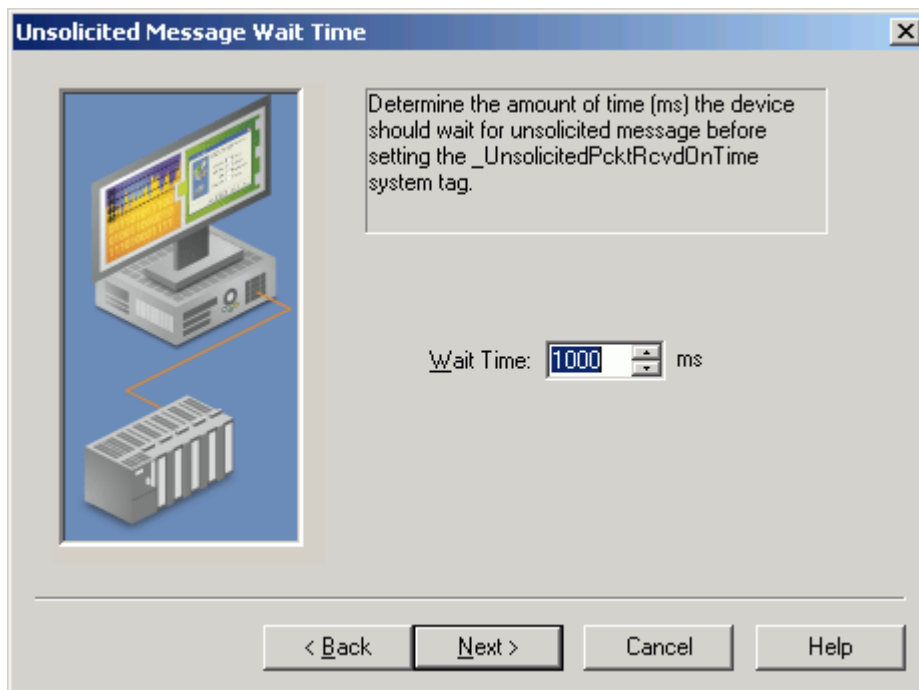 Unsolicited Message Wait Time
Determine the amount of time (ms) the device
should wait for unsolicited message before
setting the _UnsolicitedPcktRcvdOnTime
system tag.
Wait Time: 1000 ms
< Back Next > Cancel Help